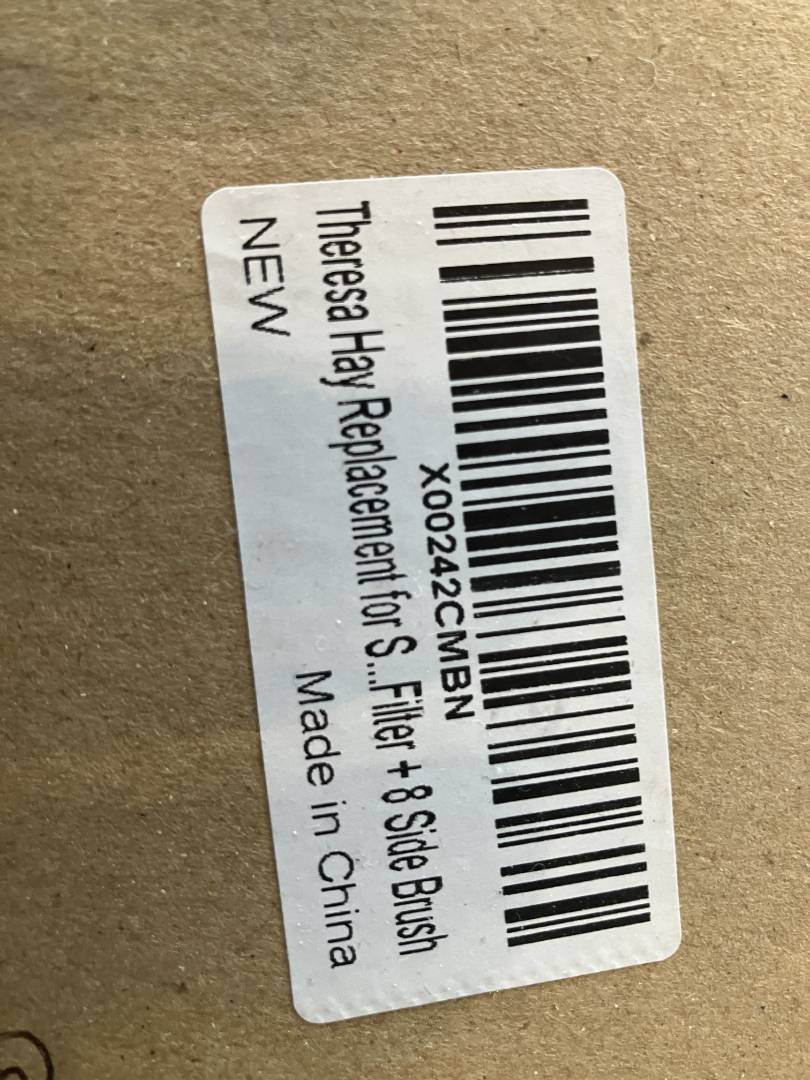 X00242CMBN
Theresa Hay Replacement for S...Filter + 8 Side Brush
NEW
Made in China